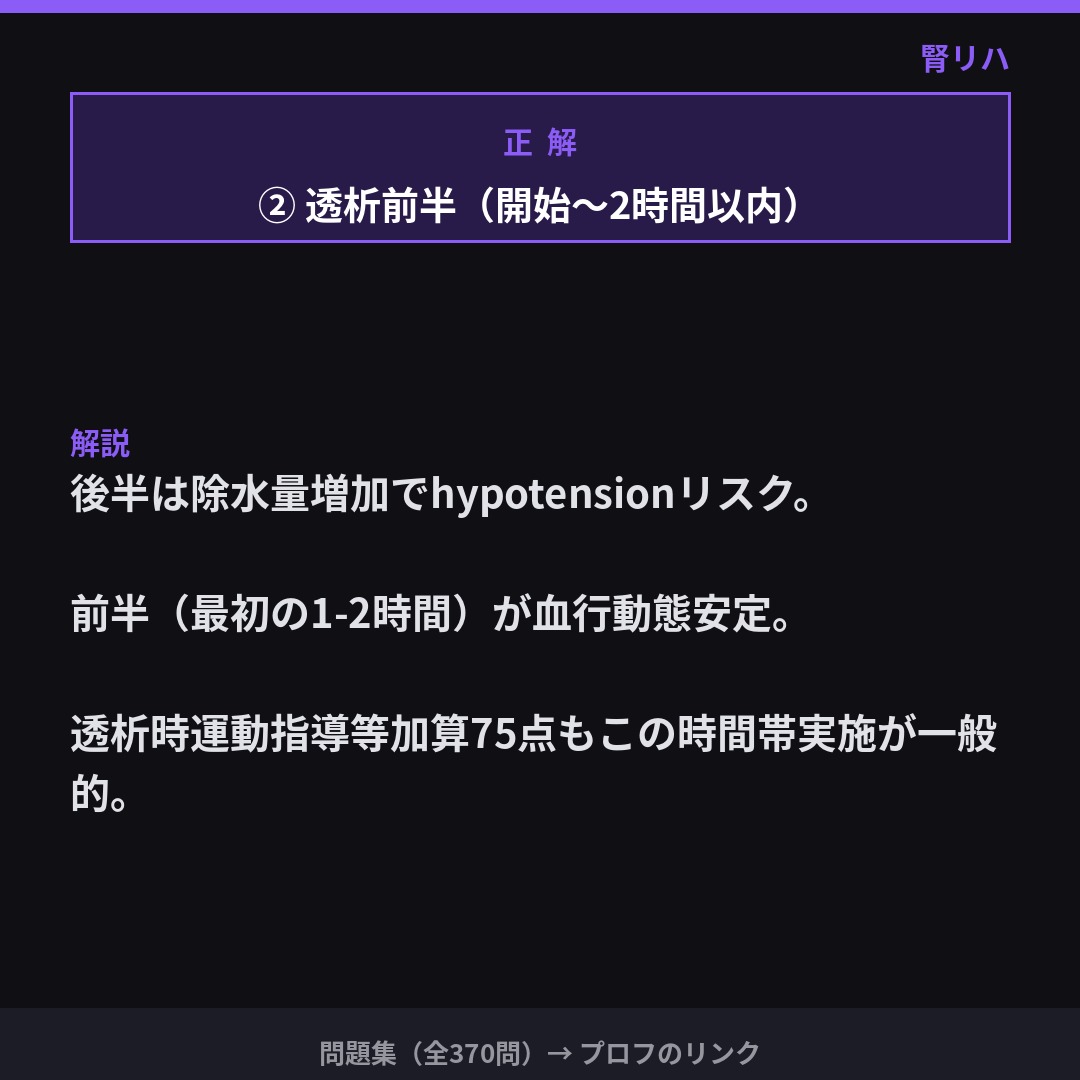 腎リハ
正 解
② 透析前半（開始〜2時間以内）
解説
後半は除水量増加でhypotensionリスク。
前半（最初の1-2時間）が血行動態安定。
透析時運動指導等加算75点もこの時間帯実施が一般
的。
問題集（全370問）→ プロフのリンク